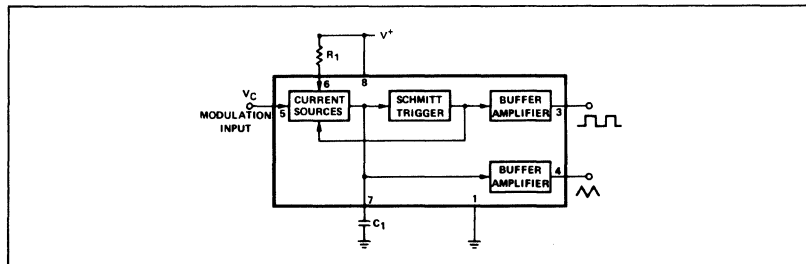 V+
R1
6
8
VC
MODULATION
INPUT
5
CURRENT
SOURCES
SCHMITT
TRIGGER
BUFFER
AMPLIFIER
3
BUFFER
AMPLIFIER
4
7
1
C1